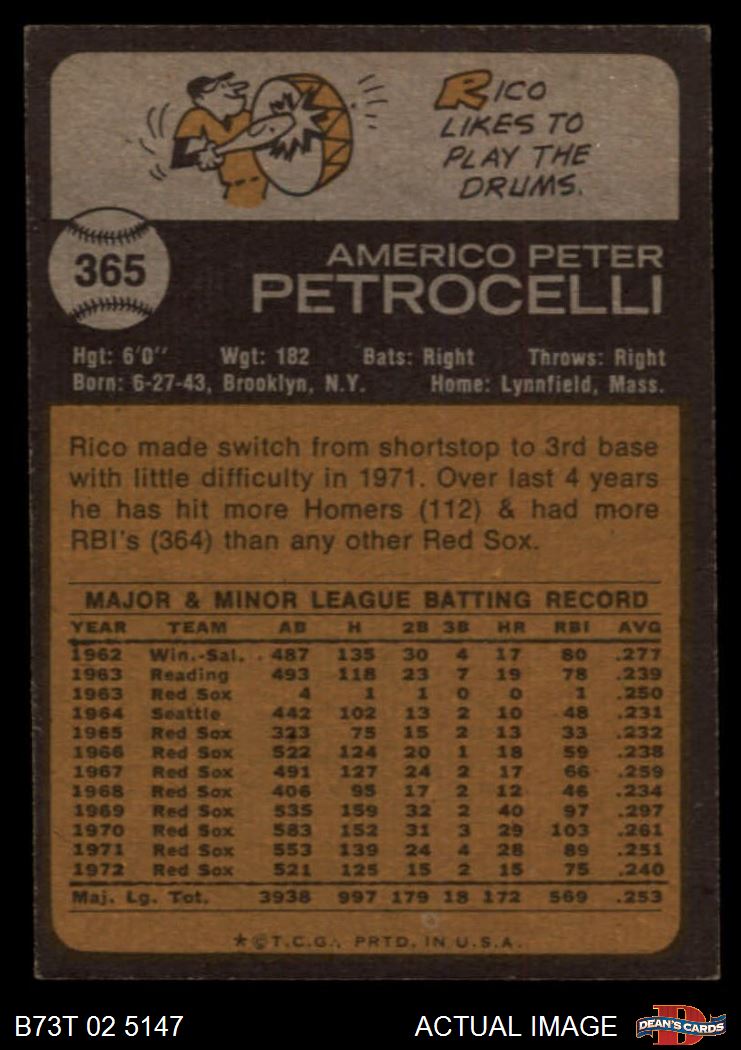 RICO
LIKES TO
PLAY THE
DRUMS.
365
AMERICO PETER
PETROCELLI
Hgt: 6'0" Wgt: 182 Bats: Right Throws: Right
Born: 6-27-43, Brooklyn, N.Y. Home: Lynnfield, Mass.
Rico made switch from shortstop to 3rd base
with little difficulty in 1971. Over last 4 years
he has hit more Homers (112) & had more
RBI's (364) than any other Red Sox.
MAJOR & MINOR LEAGUE BATTING RECORD
YEAR TEAM AB H 2B 3B HR RBI AVG
1962 Win.-Sal. 487 135 30 4 17 80 .277
1963 Reading 493 118 23 7 19 78 .239
1963 Red Sox 4 1 1 0 0 1 .250
1964 Seattle 442 102 13 2 10 48 .231
1965 Red Sox 323 75 15 2 13 33 .232
1966 Red Sox 522 124 20 1 18 59 .238
1967 Red Sox 491 127 24 2 17 66 .259
1968 Red Sox 406 95 17 2 12 46 .234
1969 Red Sox 535 159 32 2 40 97 .297
1970 Red Sox 583 152 31 3 29 103 .261
1971 Red Sox 553 139 24 4 28 89 .251
1972 Red Sox 521 125 15 2 15 75 .240
Maj. Lg. Tot. 3938 997 179 18 172 569 .253
★©T.C.G., PRTD. IN U.S.A.
B73T 02 5147 ACTUAL IMAGE DEAN'S CARDS